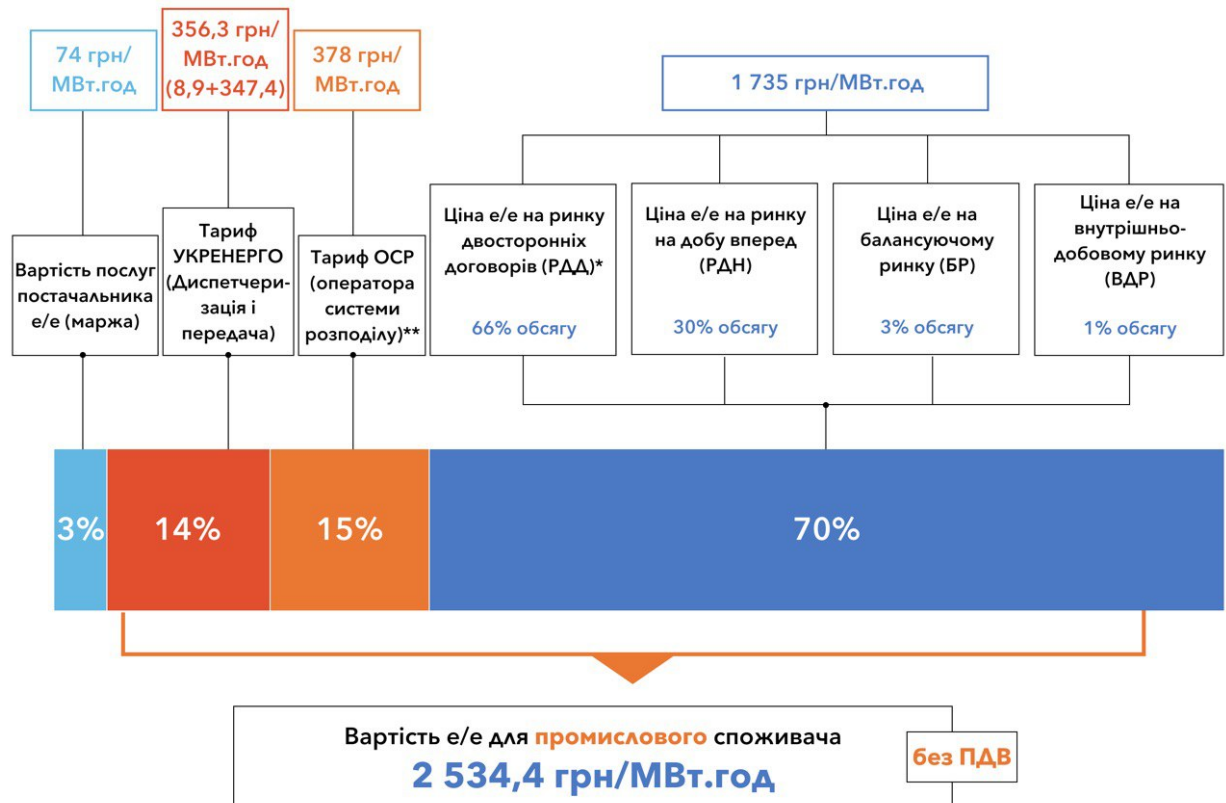 74 грн/
МВт.год
356,3 грн/
МВт.год
(8,9+347,4)
378 грн/
МВт.год
1 735 грн/МВт.год
Вартість послуг
постачальника
е/е (маржа)
Тариф
УКРЕНЕРГО
(Диспетчери-
зація і
передача)
Тариф ОСР
(оператора
системи
розподілу)**
Ціна е/е на ринку
двосторонніх
договорів (РДД)*
66% обсягу
Ціна е/е на ринку
на добу вперед
(РДН)
30% обсягу
Ціна е/е на
балансуючому
ринку (БР)
3% обсягу
Ціна е/е на
внутрішньо-
добовому ринку
(ВДР)
1% обсягу
3%
14%
15%
70%
Вартість е/е для промислового споживача
2 534,4 грн/МВт.год
без ПДВ